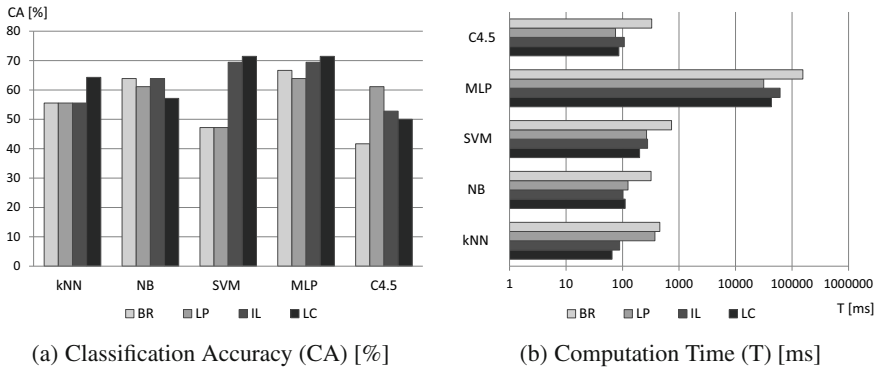 CA [%]
80
70
60
50
40
30
20
10
0
kNN NB SVM MLP C4.5
BR LP IL LC
(a) Classification Accuracy (CA) [%]
C4.5
MLP
SVM
NB
kNN
1 10 100 1000 10000 100000 1000000
BR LP IL LC
T [ms]
(b) Computation Time (T) [ms]